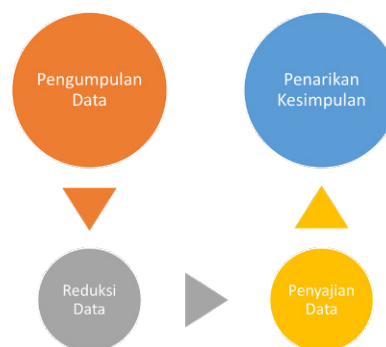 Pengumpulan
Data
Penarikan
Kesimpulan
Reduksi
Data
Penyajian
Data